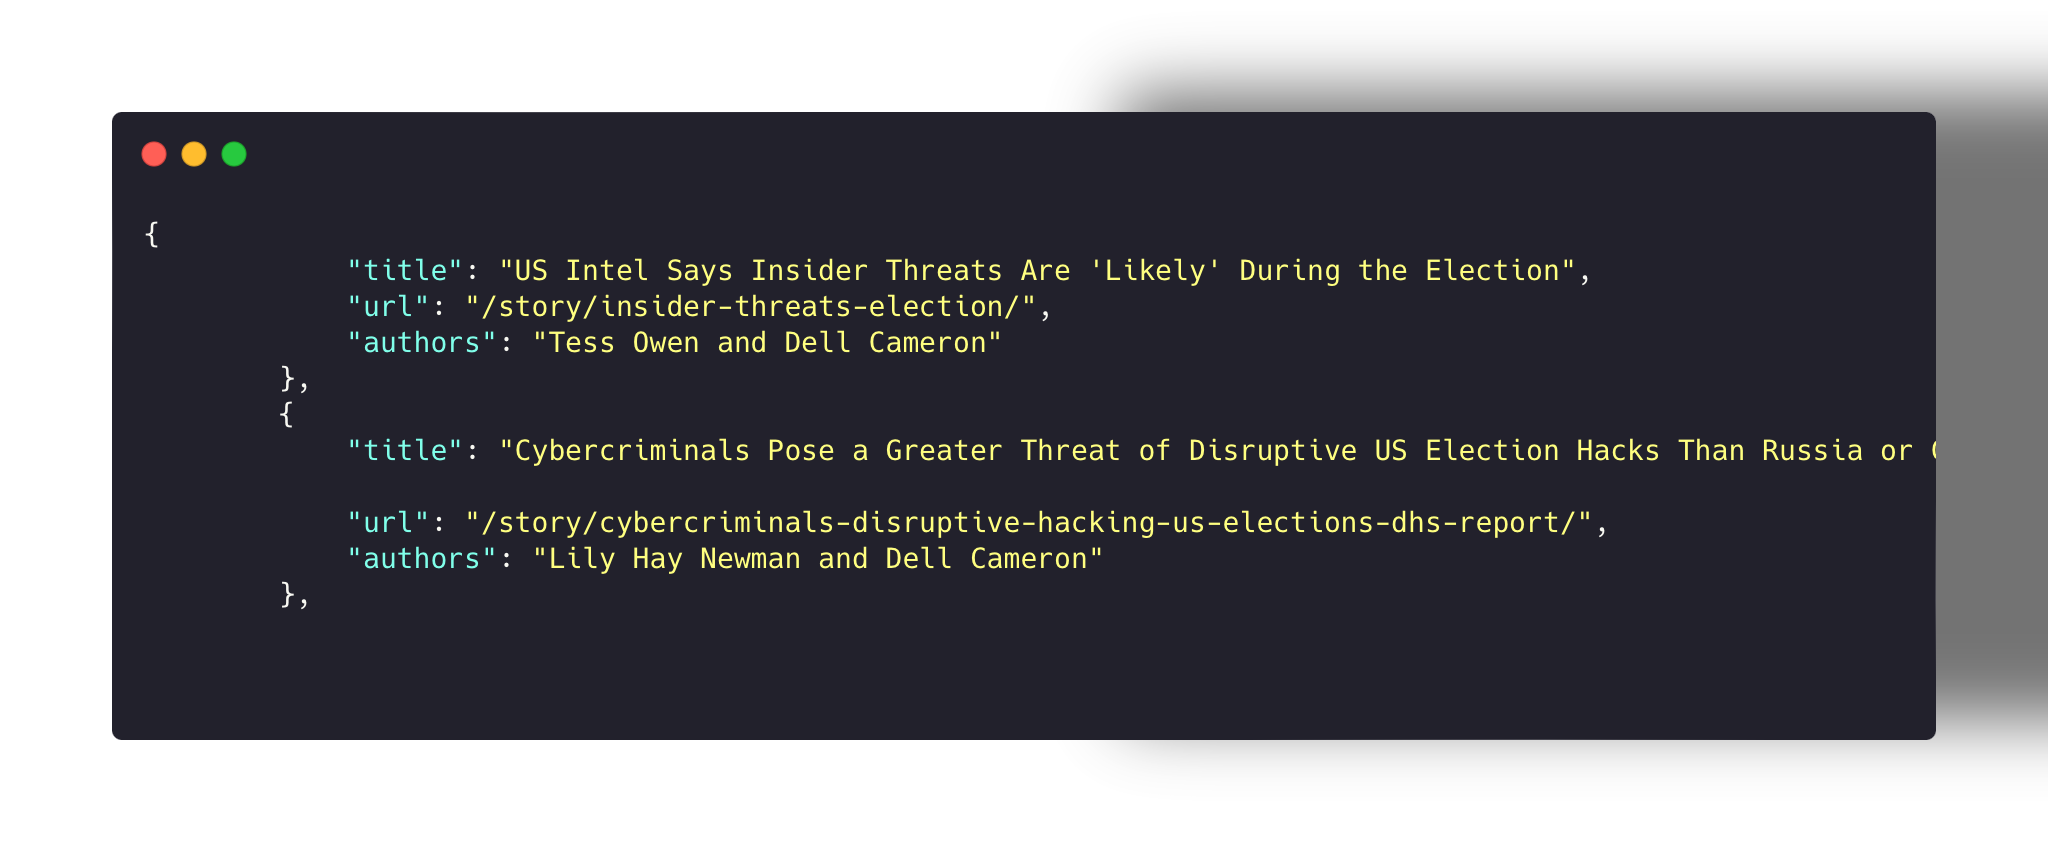 {
"title": "US Intel Says Insider Threats Are 'Likely' During the Election",
"url": "/story/insider-threats-election/",
"authors": "Tess Owen and Dell Cameron"
},
{
"title": "Cybercriminals Pose a Greater Threat of Disruptive US Election Hacks Than Russia or
"url": "/story/cybercriminals-disruptive-hacking-us-elections-dhs-report/",
"authors": "Lily Hay Newman and Dell Cameron"
},